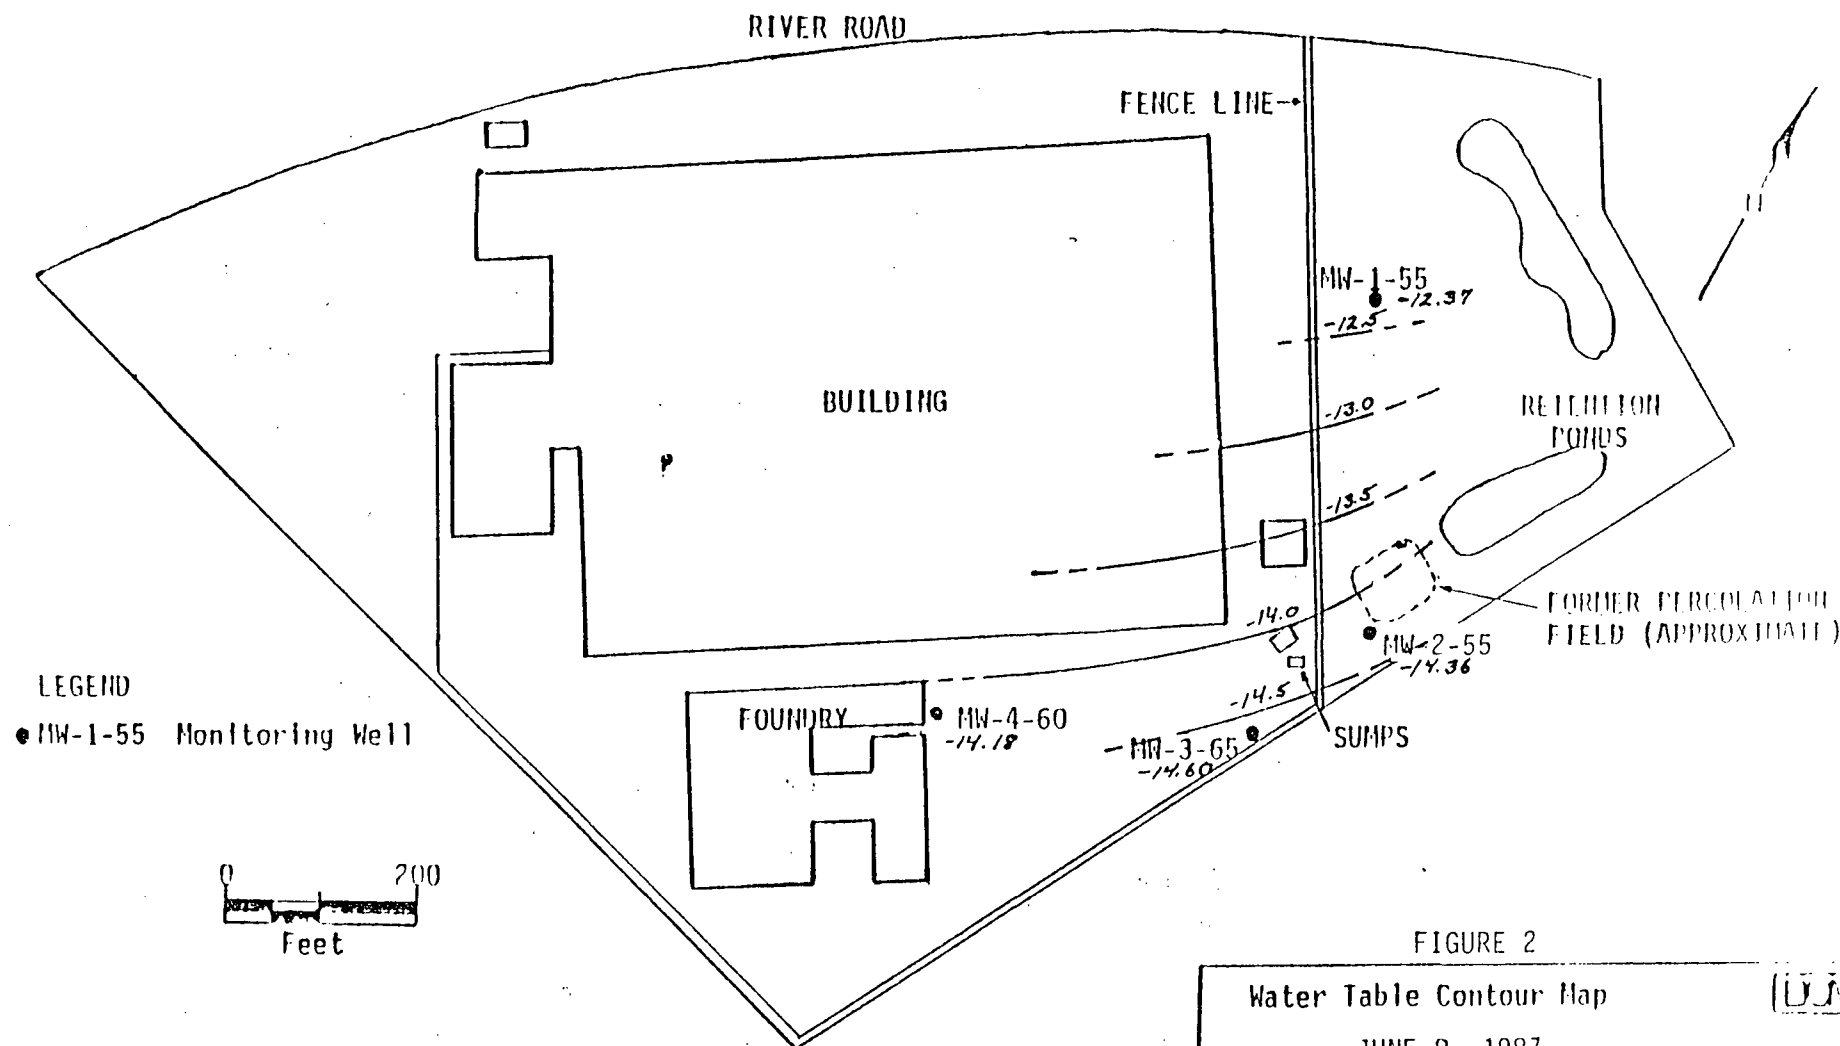 RIVER ROAD
FENCE LINE
N
MW-1-55
-12.37
-12.5
BUILDING
-13.0
RETENTION
PONDS
-13.5
FORMER PERCOLATION
FIELD (APPROXIMATE)
-14.0
MW-2-55
-14.36
LEGEND
MW-1-55 Monitoring Well
-14.5
FOUNDRY
MW-4-60
-14.18
MW-3-65
-14.60
SUMPS
0 200
Feet
FIGURE 2
Water Table Contour Map
1987